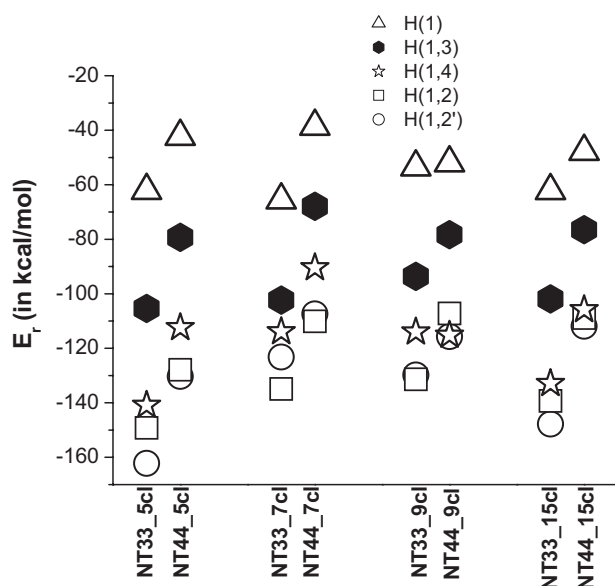 H(1)
H(1,3)
H(1,4)
H(1,2)
H(1,2')
-20
-40
-60
-80
-100
-120
-140
-160
E_r (in kcal/mol)
NT33_5cl
NT44_5cl
NT33_7cl
NT44_7cl
NT33_9cl
NT44_9cl
NT33_15cl
NT44_15cl